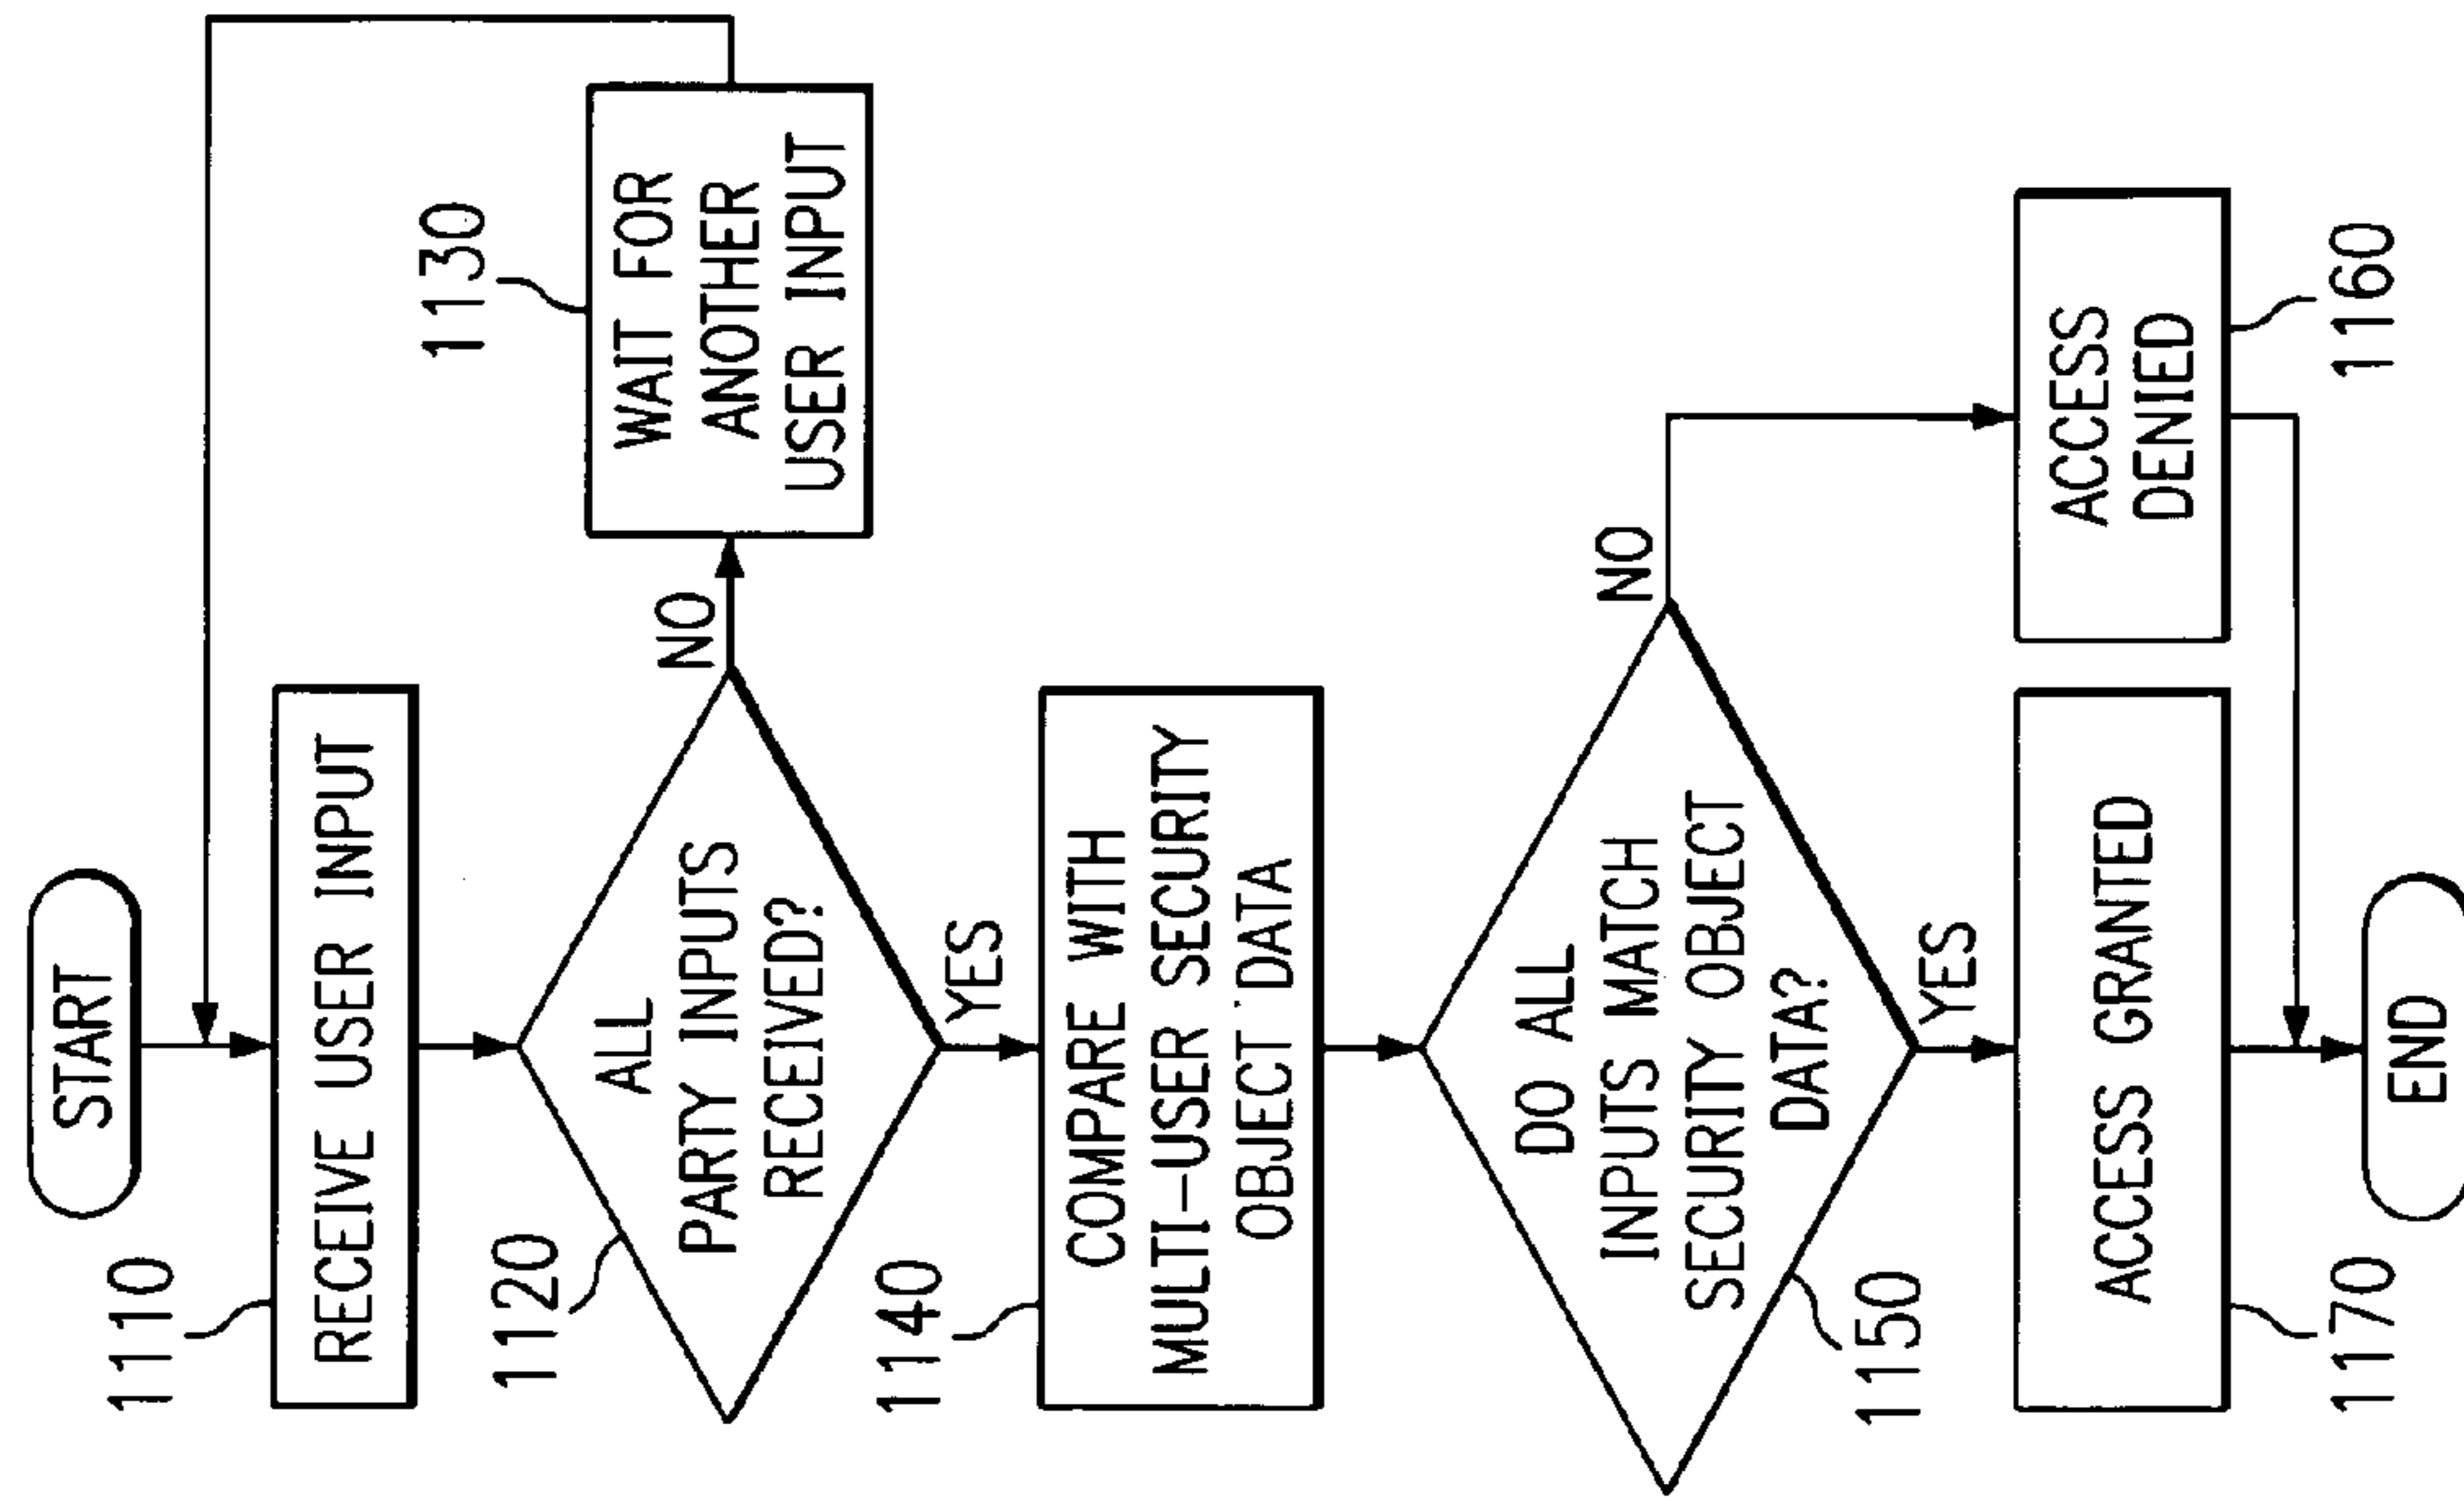 START
1110
RECEIVE USER INPUT
1120
ALL
PARTY INPUTS
RECEIVED?
NO
1130
WAIT FOR
ANOTHER
USER INPUT
YES
1140
COMPARE WITH
MULTI-USER SECURITY
OBJECT DATA
DO ALL
INPUTS MATCH
SECURITY OBJECT
DATA?
1150
NO
YES
ACCESS GRANTED
1170
ACCESS
DENIED
1160
END